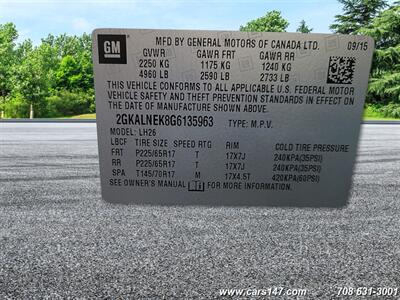 GM
MFD BY GENERAL MOTORS OF CANADA LTD. 09/15
GVWR GAWR FRT GAWR RR
2250 KG 1175 KG 1240 KG
4960 LB 2590 LB 2733 LB
THIS VEHICLE CONFORMS TO ALL APPLICABLE U.S. FEDERAL MOTOR
VEHICLE SAFETY AND THEFT PREVENTION STANDARDS IN EFFECT ON
THE DATE OF MANUFACTURE SHOWN ABOVE.
2GKALNEK8G6135963 TYPE: M.P.V.
MODEL: LH26
LBCF TIRE SIZE SPEED RTG RIM COLD TIRE PRESSURE
FRT P225/65R17 T 17X7J 240KPA(35PSI)
RR P225/65R17 T 17X7J 240KPA(35PSI)
SPA T145/70R17 M 17X4.5T 420KPA(60PSI)
SEE OWNER'S MANUAL FOR MORE INFORMATION.
www.cars147.com 708-631-3001